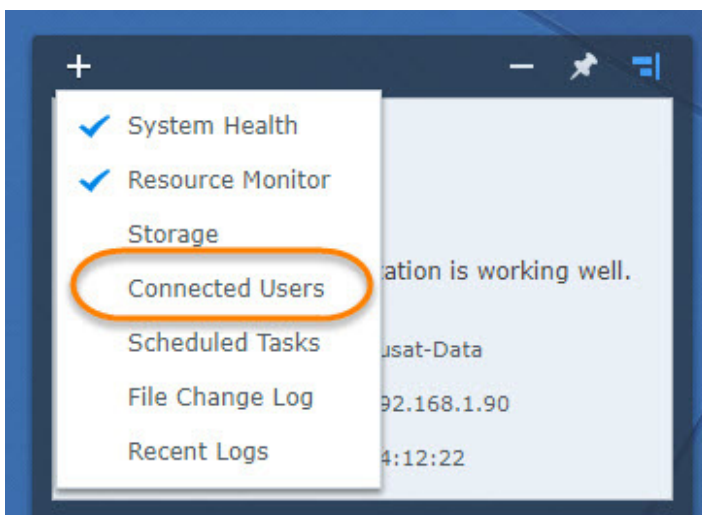 System Health
Resource Monitor
Storage
Connected Users
ation is working well.
Scheduled Tasks
usat-Data
File Change Log
92.168.1.90
Recent Logs
4:12:22